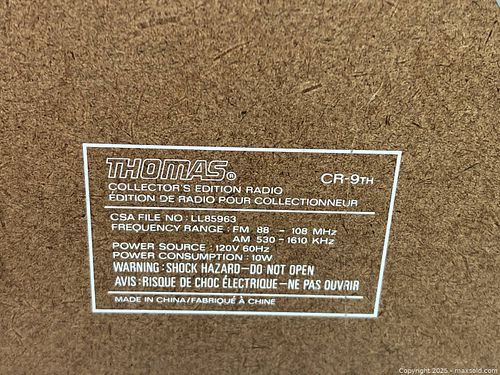 THOMAS®
CR-9TH
COLLECTOR'S EDITION RADIO
ÉDITION DE RADIO POUR COLLECTIONNEUR
CSA FILE NO : LL85963
FREQUENCY RANGE : FM 88 - 108 MHz
AM 530 - 1610 KHz
POWER SOURCE : 120V 60Hz
POWER CONSUMPTION : 10W
WARNING : SHOCK HAZARD-DO NOT OPEN
AVIS : RISQUE DE CHOC ÉLECTRIQUE-NE PAS OUVRIR
MADE IN CHINA/FABRIQUÉ A CHINE
Copyright 2025 - maxsold.com